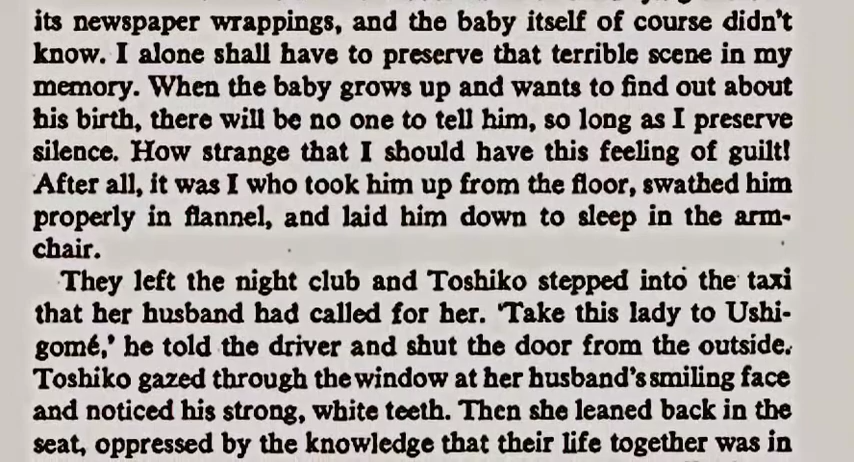 its newspaper wrappings, and the baby itself of course didn't
know. I alone shall have to preserve that terrible scene in my
memory. When the baby grows up and wants to find out about
his birth, there will be no one to tell him, so long as I preserve
silence. How strange that I should have this feeling of guilt!
After all, it was I who took him up from the floor, swathed him
properly in flannel, and laid him down to sleep in the arm-
chair.
They left the night club and Toshiko stepped into the taxi
that her husband had called for her. 'Take this lady to Ushi-
gomé,' he told the driver and shut the door from the outside.
Toshiko gazed through the window at her husband's smiling face
and noticed his strong, white teeth. Then she leaned back in the
seat, oppressed by the knowledge that their life together was in